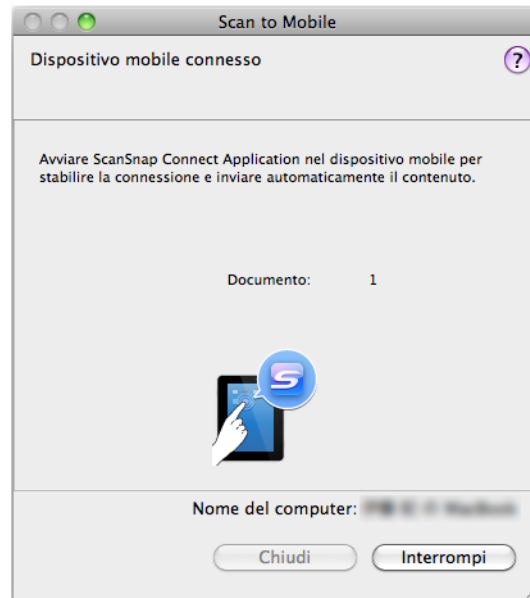 Scan to Mobile
Dispositivo mobile connesso
?
Avviare ScanSnap Connect Application nel dispositivo mobile per
stabilire la connessione e inviare automaticamente il contenuto.
Documento: 1
S
Nome del computer:
Chiudi Interrompi